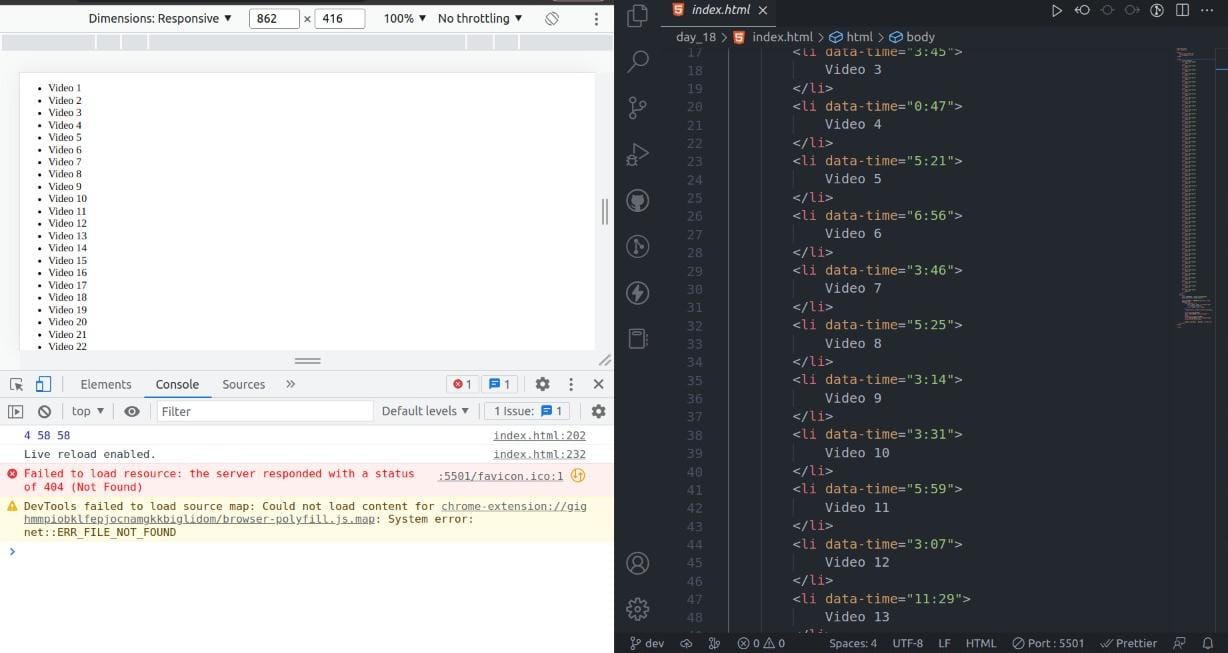 Dimensions: Responsive ▼ 862 × 416 100% ▼ No throttling ▼
• Video 1
• Video 2
• Video 3
• Video 4
• Video 5
• Video 6
• Video 7
• Video 8
• Video 9
• Video 10
• Video 11
• Video 12
• Video 13
• Video 14
• Video 15
• Video 16
• Video 17
• Video 18
• Video 19
• Video 20
• Video 21
• Video 22
Elements Console Sources » 1 1
top ▼ Filter Default levels ▼ 1 Issue: 1
4 58 58 index.html:202
Live reload enabled. index.html:232
Failed to load resource: the server responded with a status :5501/favicon.ico:1
of 404 (Not Found)
DevTools failed to load source map: Could not load content for chrome-extension://gig
hmmpiobklfepjocnamgkkbiglidom/browser-polyfill.js.map: System error:
net::ERR_FILE_NOT_FOUND
index.html
day_18 > index.html > html > body
17 <li data-time="3:45">
18 Video 3
19 </li>
20 <li data-time="0:47">
21 Video 4
22 </li>
23 <li data-time="5:21">
24 Video 5
25 </li>
26 <li data-time="6:56">
27 Video 6
28 </li>
29 <li data-time="3:46">
30 Video 7
31 </li>
32 <li data-time="5:25">
33 Video 8
34 </li>
35 <li data-time="3:14">
36 Video 9
37 </li>
38 <li data-time="3:31">
39 Video 10
40 </li>
41 <li data-time="5:59">
42 Video 11
43 </li>
44 <li data-time="3:07">
45 Video 12
46 </li>
47 <li data-time="11:29">
48 Video 13
</li>
dev 0 0 Spaces: 4 UTF-8 LF HTML Port : 5501 Prettier